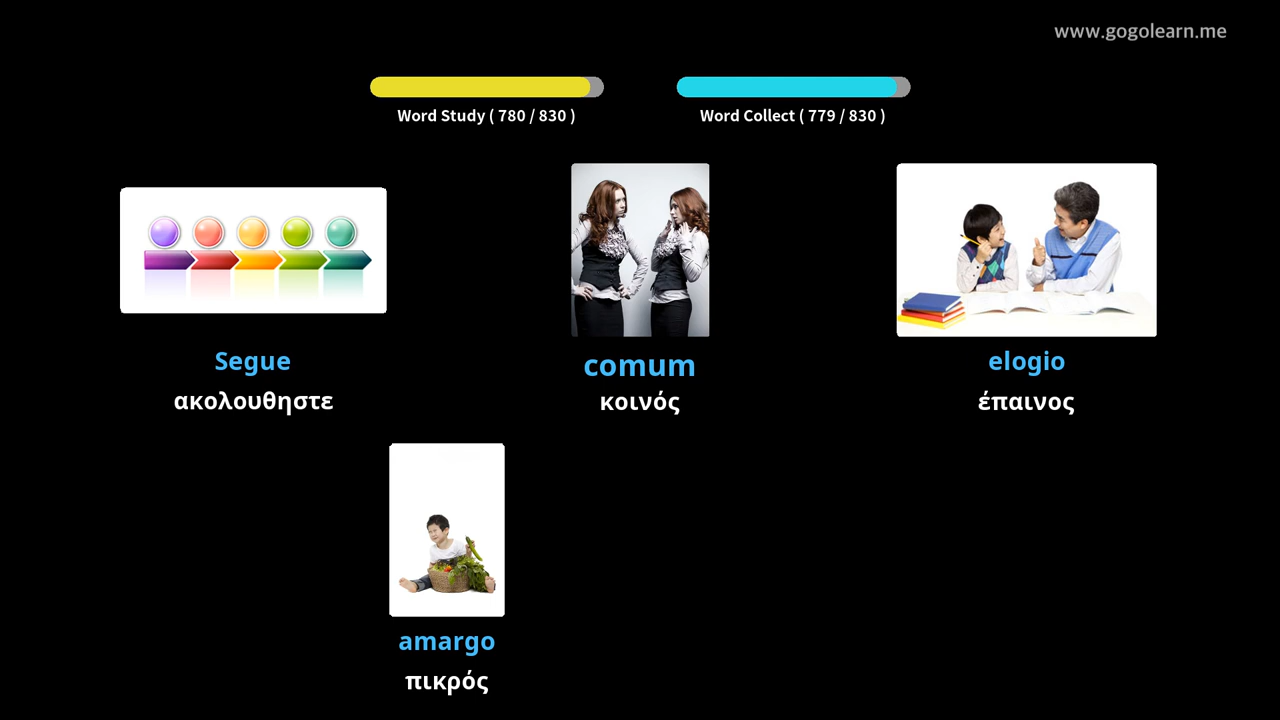 www.gogolearn.me
Word Study ( 780 / 830 )
Word Collect ( 779 / 830 )
Segue
ακολουθηστε
comum
κοινός
elogio
έπαινος
amargo
πικρός